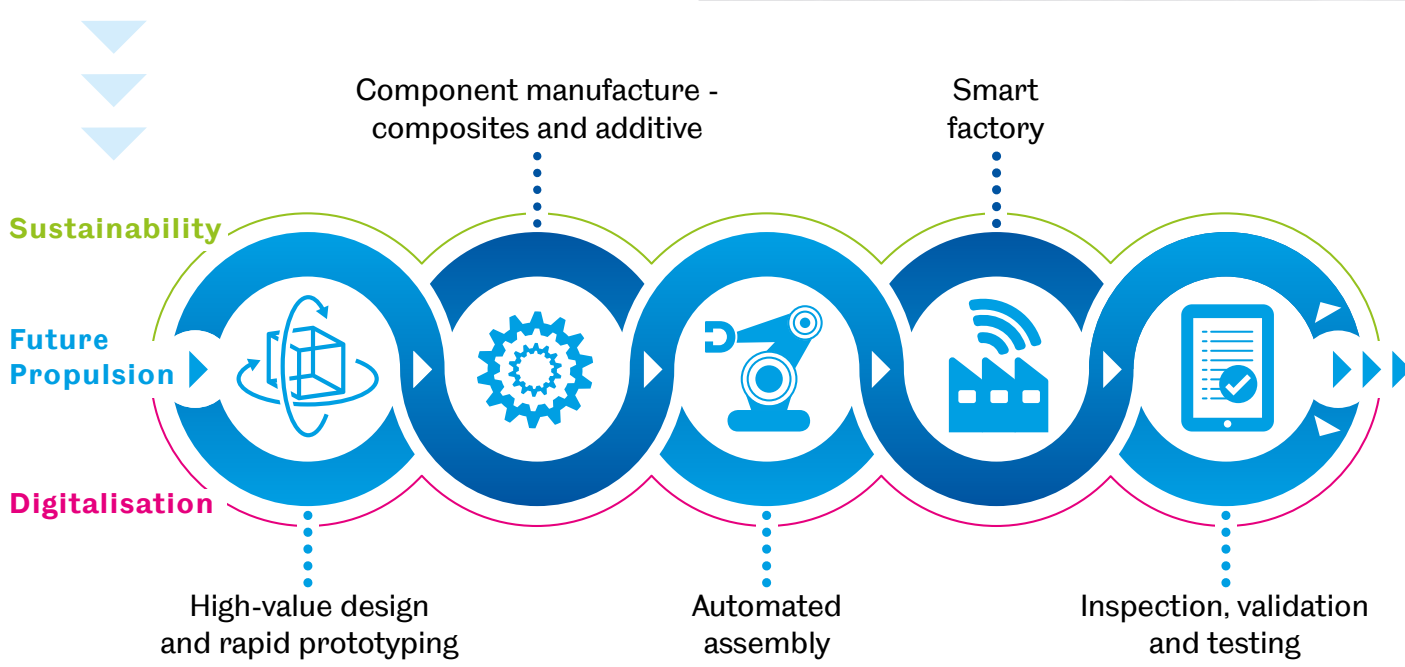 Component manufacture -
composites and additive
Smart
factory
Sustainability
Future
Propulsion
Digitalisation
High-value design
and rapid prototyping
Automated
assembly
Inspection, validation
and testing